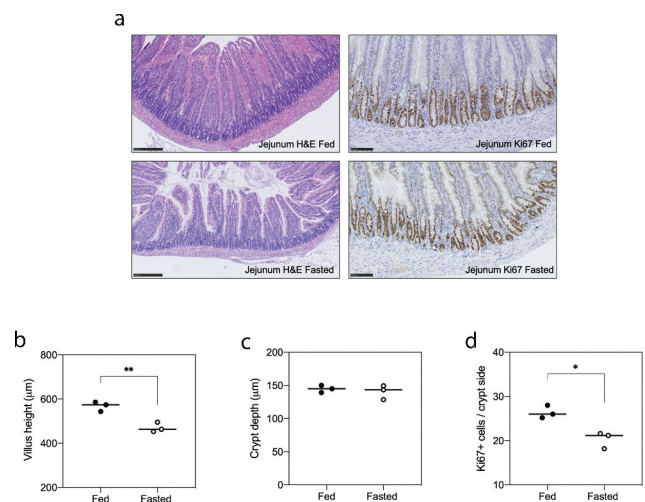 a
Jejunum H&E Fed
Jejunum Ki67 Fed
Jejunum H&E Fasted
Jejunum Ki67 Fasted
b
Villus height (μm)
800
600
400
200
**
Fed
Fasted
c
Crypt depth (μm)
200
150
100
50
0
Fed
Fasted
d
Ki67+ cells / crypt side
40
30
20
10
*
Fed
Fasted